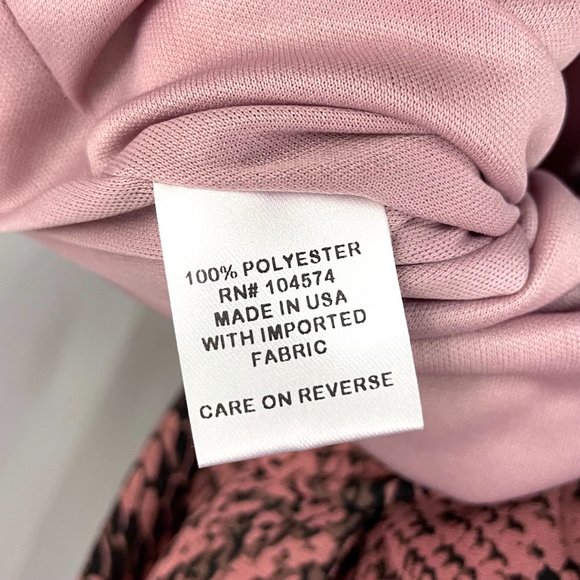 100% POLYESTER
RN# 104574
MADE IN USA
WITH IMPORTED
FABRIC
CARE ON REVERSE